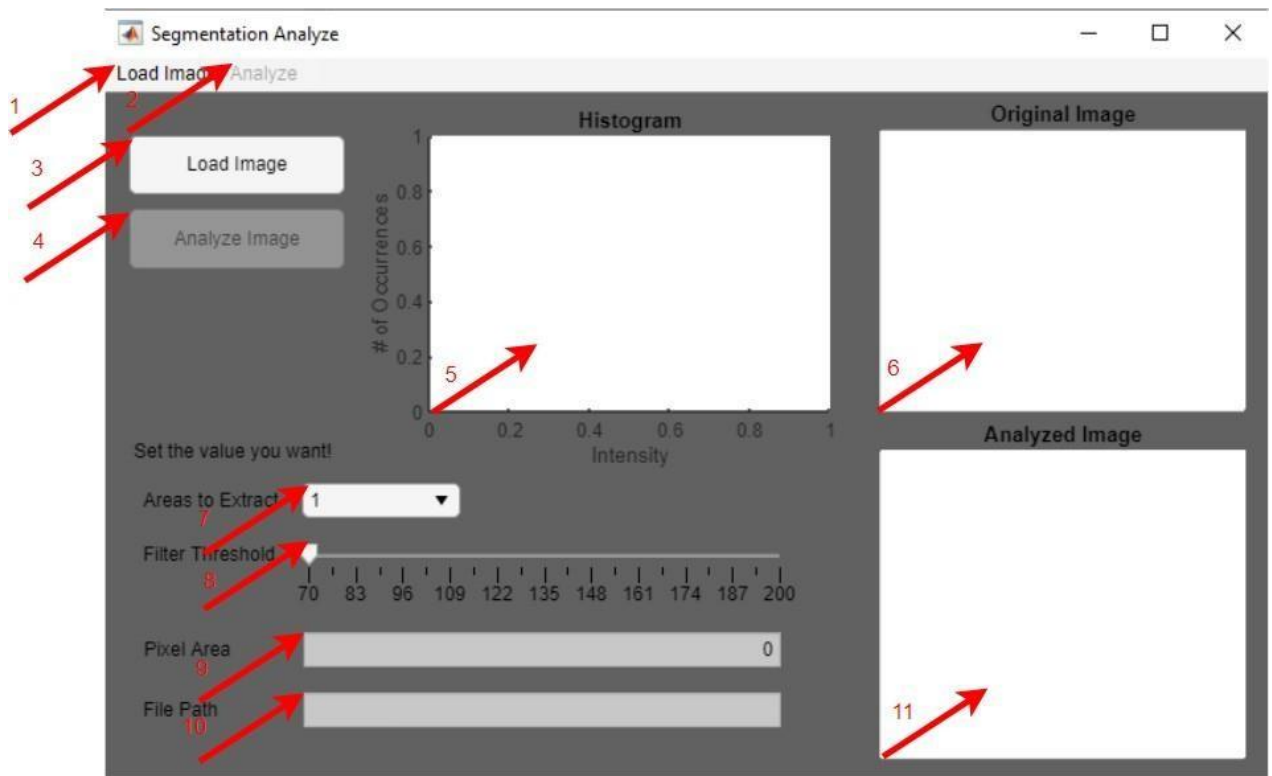 Segmentation Analyze
Load Image Analyze
1
2
3
Load Image
4
Analyze Image
Histogram
# of Occurrences
1
0.8
0.6
0.4
0.2
0
0 0.2 0.4 0.6 0.8 1
Intensity
5
Original Image
6
Set the value you want!
Areas to Extract 1
7
Filter Threshold
8
70 83 96 109 122 135 148 161 174 187 200
Pixel Area 0
9
File Path
10
Analyzed Image
11